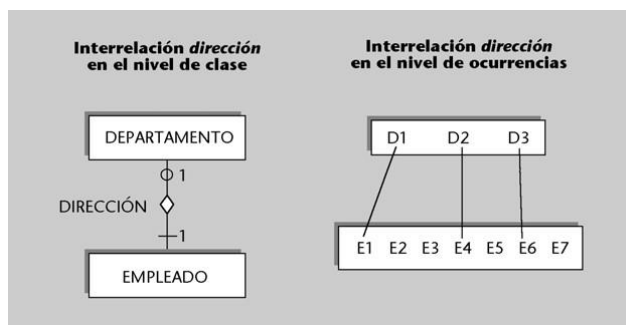 Interrelación dirección
en el nivel de clase
DEPARTAMENTO
1
DIRECCIÓN
1
EMPLEADO
Interrelación dirección
en el nivel de ocurrencias
D1 D2 D3
E1 E2 E3 E4 E5 E6 E7